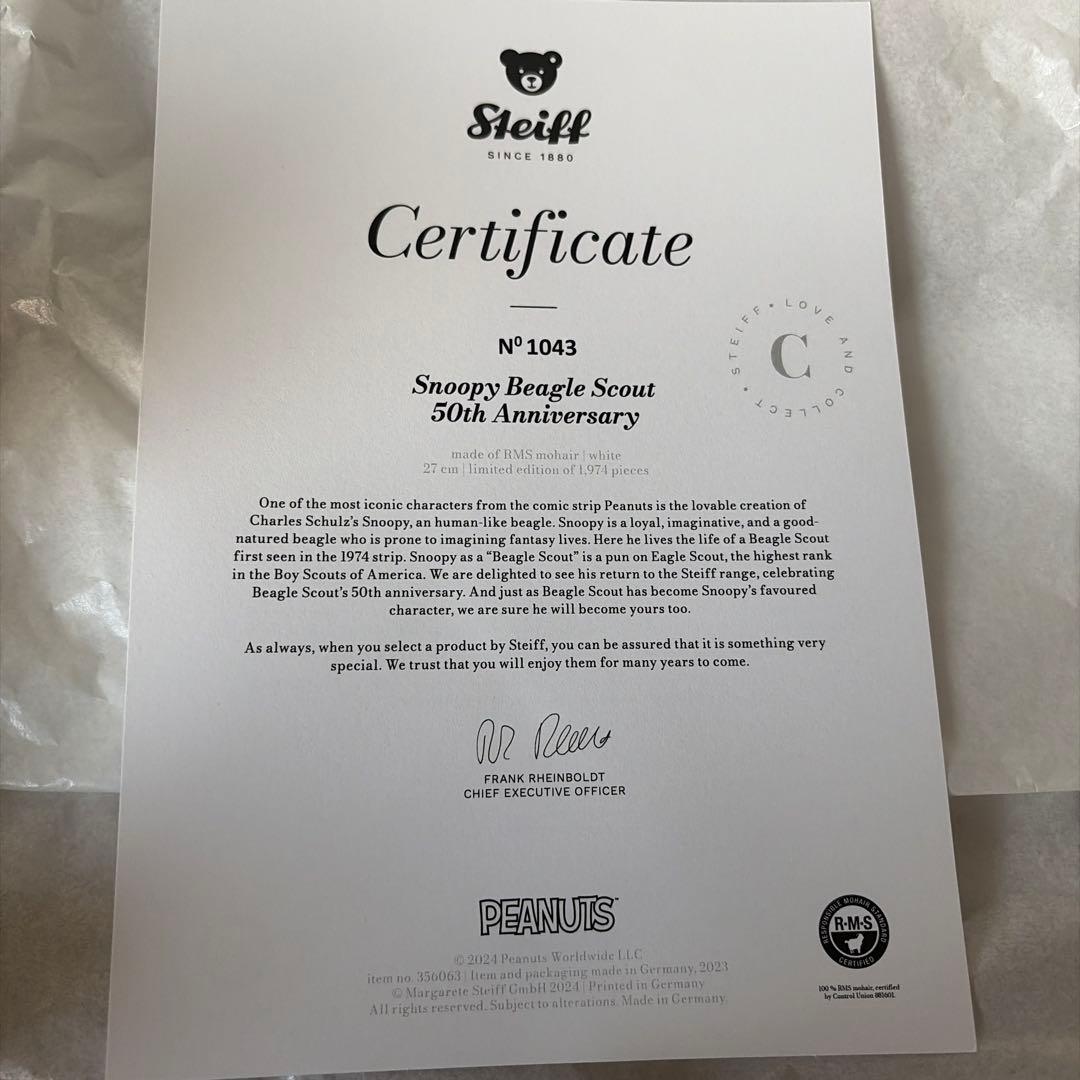 Steiff
SINCE 1880
Certificate
Nº 1043
STEIFF • LOVE AND COLLECT •
C
Snoopy Beagle Scout
50th Anniversary
made of RMS mohair | white
27 cm | limited edition of 1,974 pieces
One of the most iconic characters from the comic strip Peanuts is the lovable creation of
Charles Schulz's Snoopy, an human-like beagle. Snoopy is a loyal, imaginative, and a good-
natured beagle who is prone to imagining fantasy lives. Here he lives the life of a Beagle Scout
first seen in the 1974 strip. Snoopy as a “Beagle Scout” is a pun on Eagle Scout, the highest rank
in the Boy Scouts of America. We are delighted to see his return to the Steiff range, celebrating
Beagle Scout's 50th anniversary. And just as Beagle Scout has become Snoopy's favoured
character, we are sure he will become yours too.
As always, when you select a product by Steiff, you can be assured that it is something very
special. We trust that you will enjoy them for many years to come.
FRANK RHEINBOLDT
CHIEF EXECUTIVE OFFICER
PEANUTS
© 2024 Peanuts Worldwide LLC
item no. 356063 | Item and packaging made in Germany, 2023
© Margarete Steiff GmbH 2024 | Printed in Germany
All rights reserved. Subject to alterations. Made in Germany
RESPONSIBLE MOHAIR STANDARD
R•M•S
CERTIFIED
100 % RMS mohair, certified
by Control Union 881601.